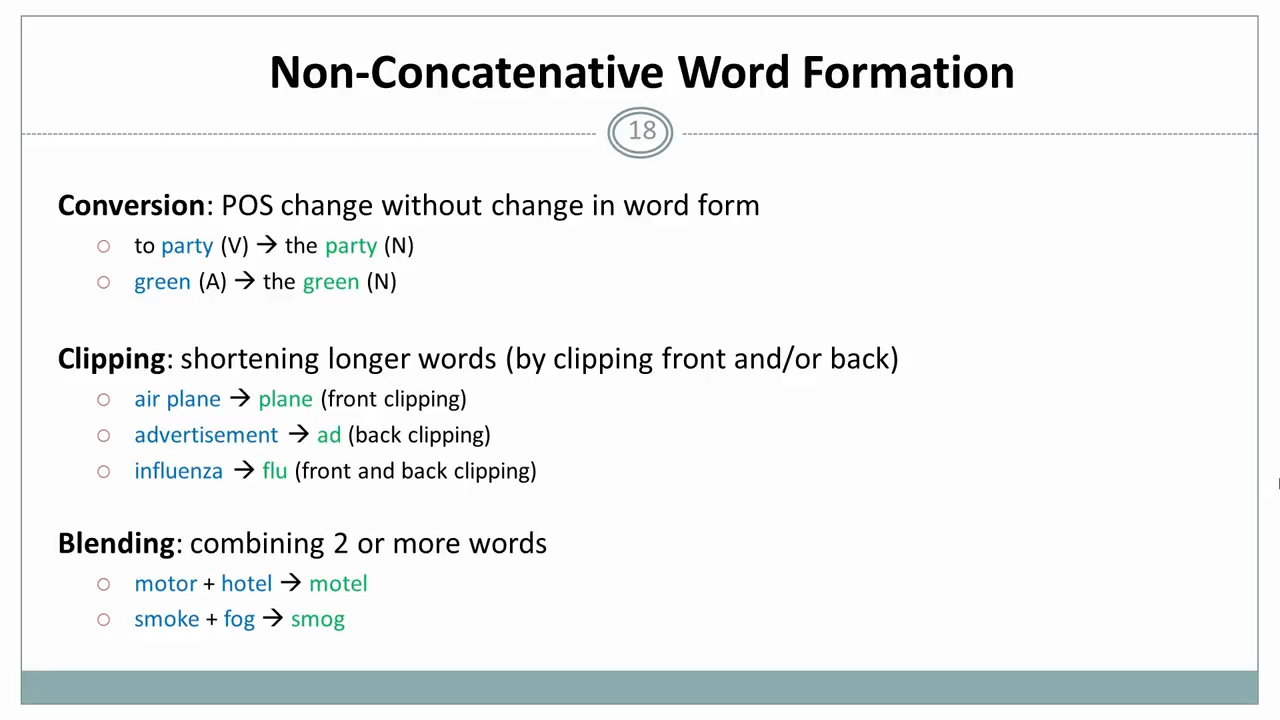 Non-Concatenative Word Formation
18
Conversion: POS change without change in word form
○ to party (V) → the party (N)
○ green (A) → the green (N)
Clipping: shortening longer words (by clipping front and/or back)
○ air plane → plane (front clipping)
○ advertisement → ad (back clipping)
○ influenza → flu (front and back clipping)
Blending: combining 2 or more words
○ motor + hotel → motel
○ smoke + fog → smog